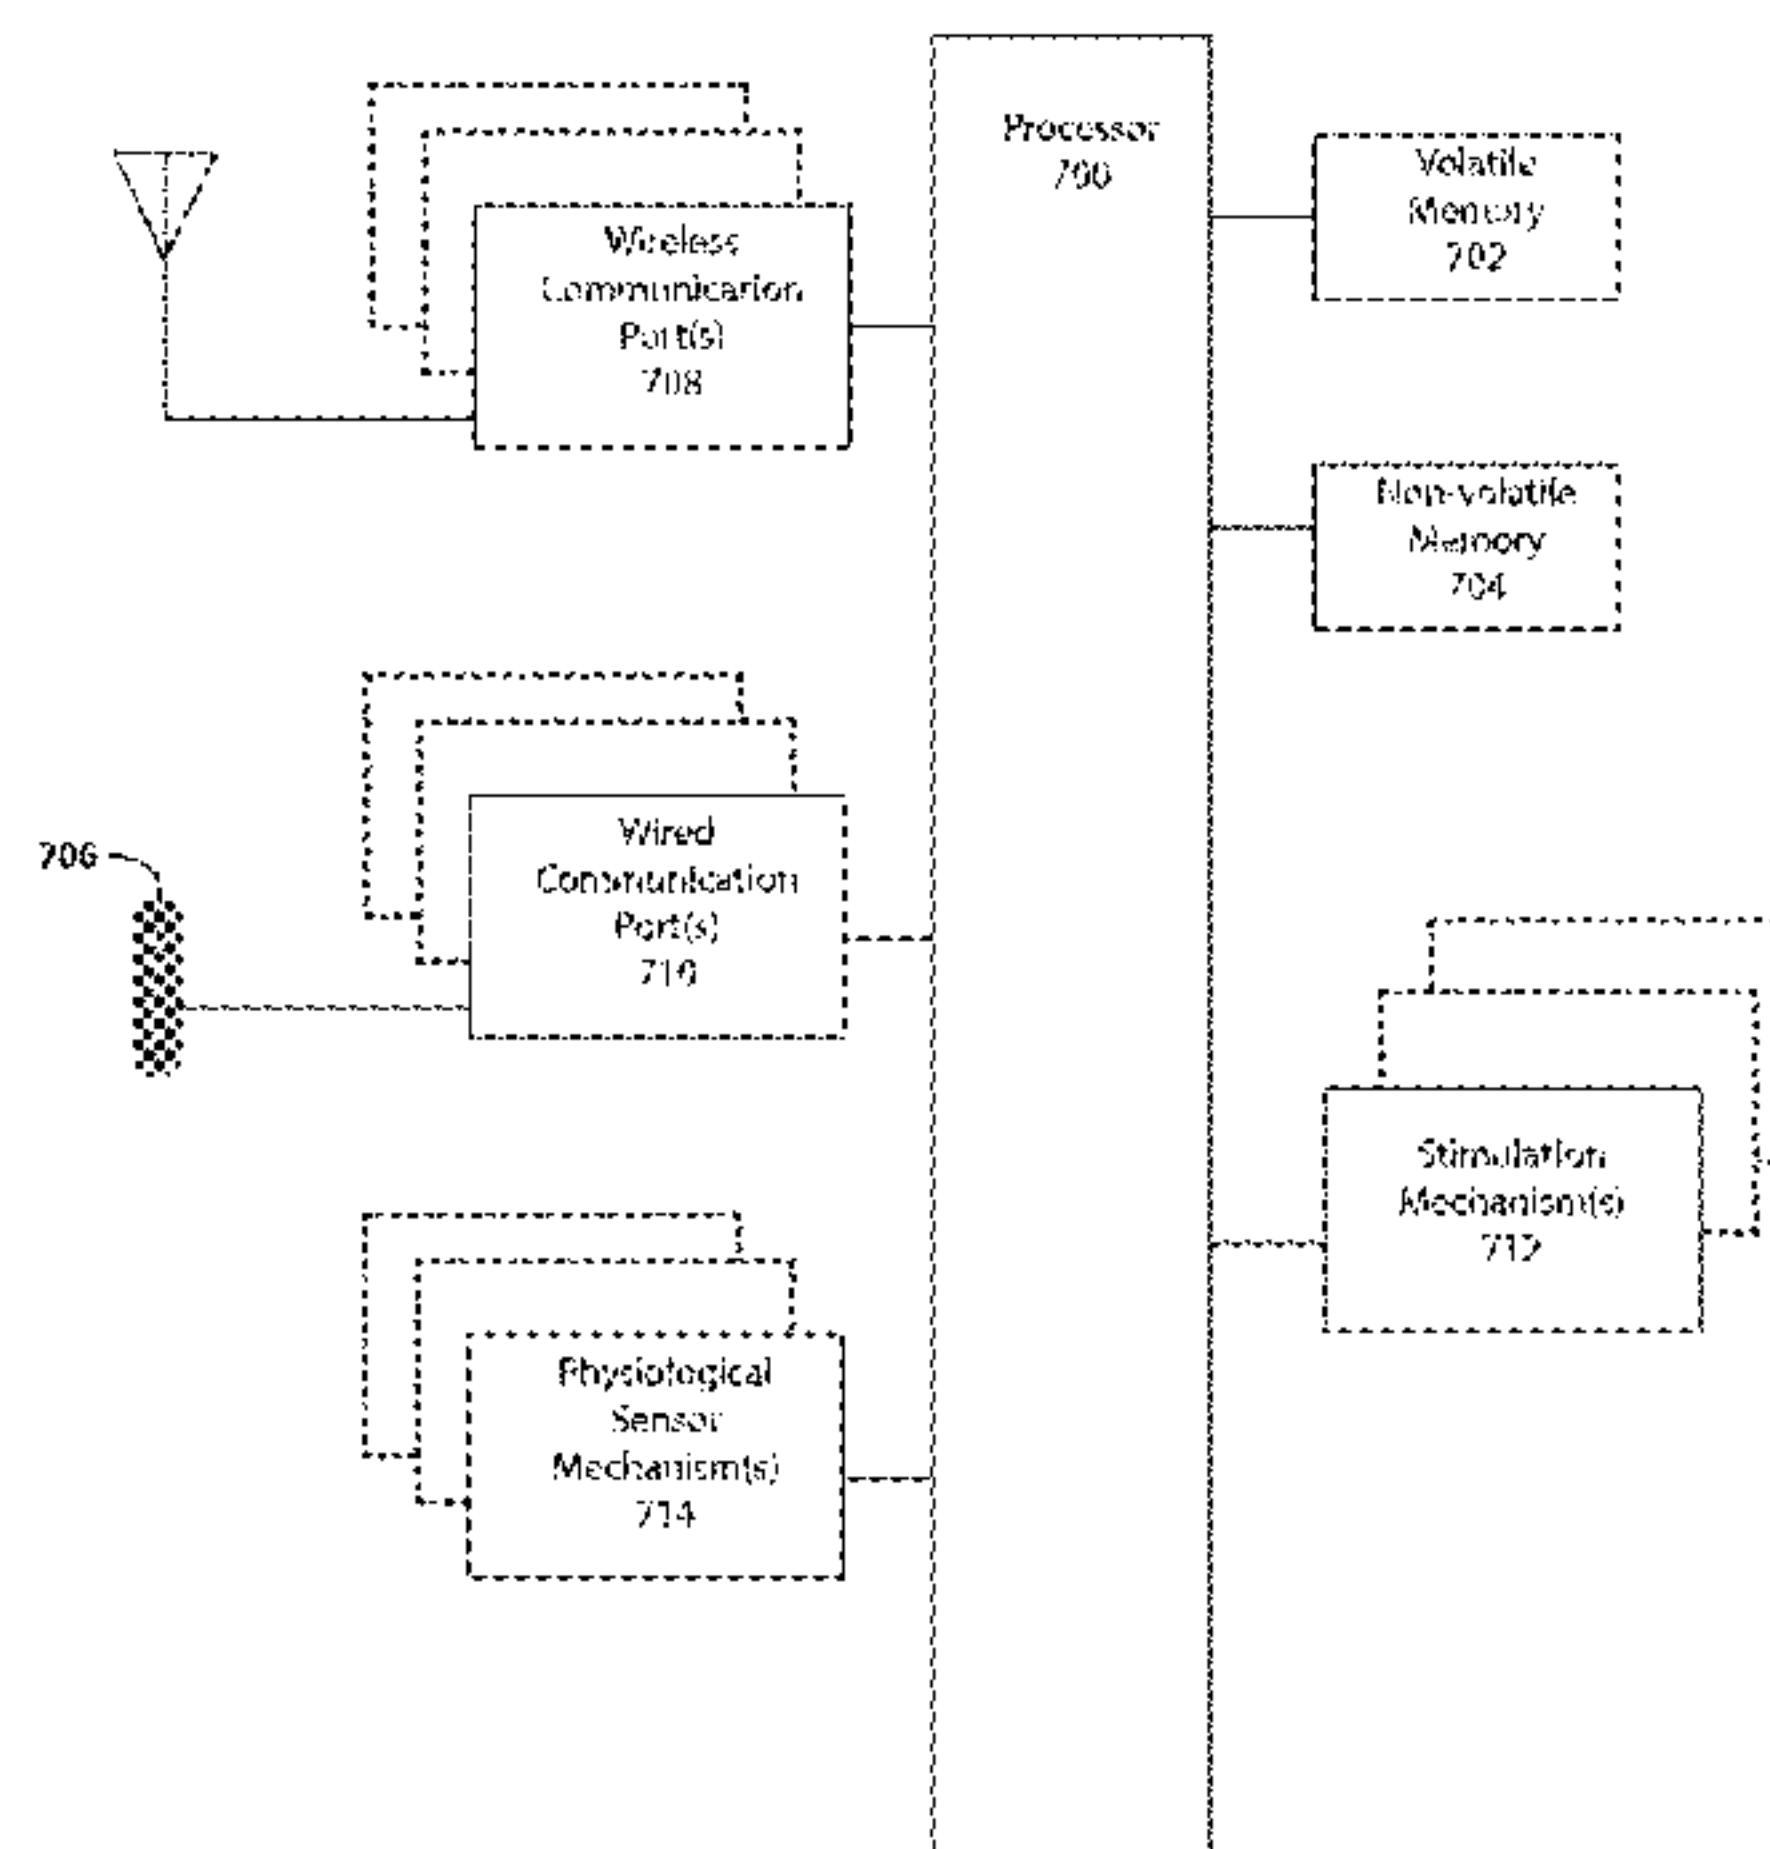 Processor
700
Volatile
Memory
702
Wireless
Communication
Port(s)
708
Non-volatile
Memory
704
Wired
Communication
Port(s)
710
706
Stimulation
Mechanism(s)
712
Physiological
Sensor
Mechanism(s)
714